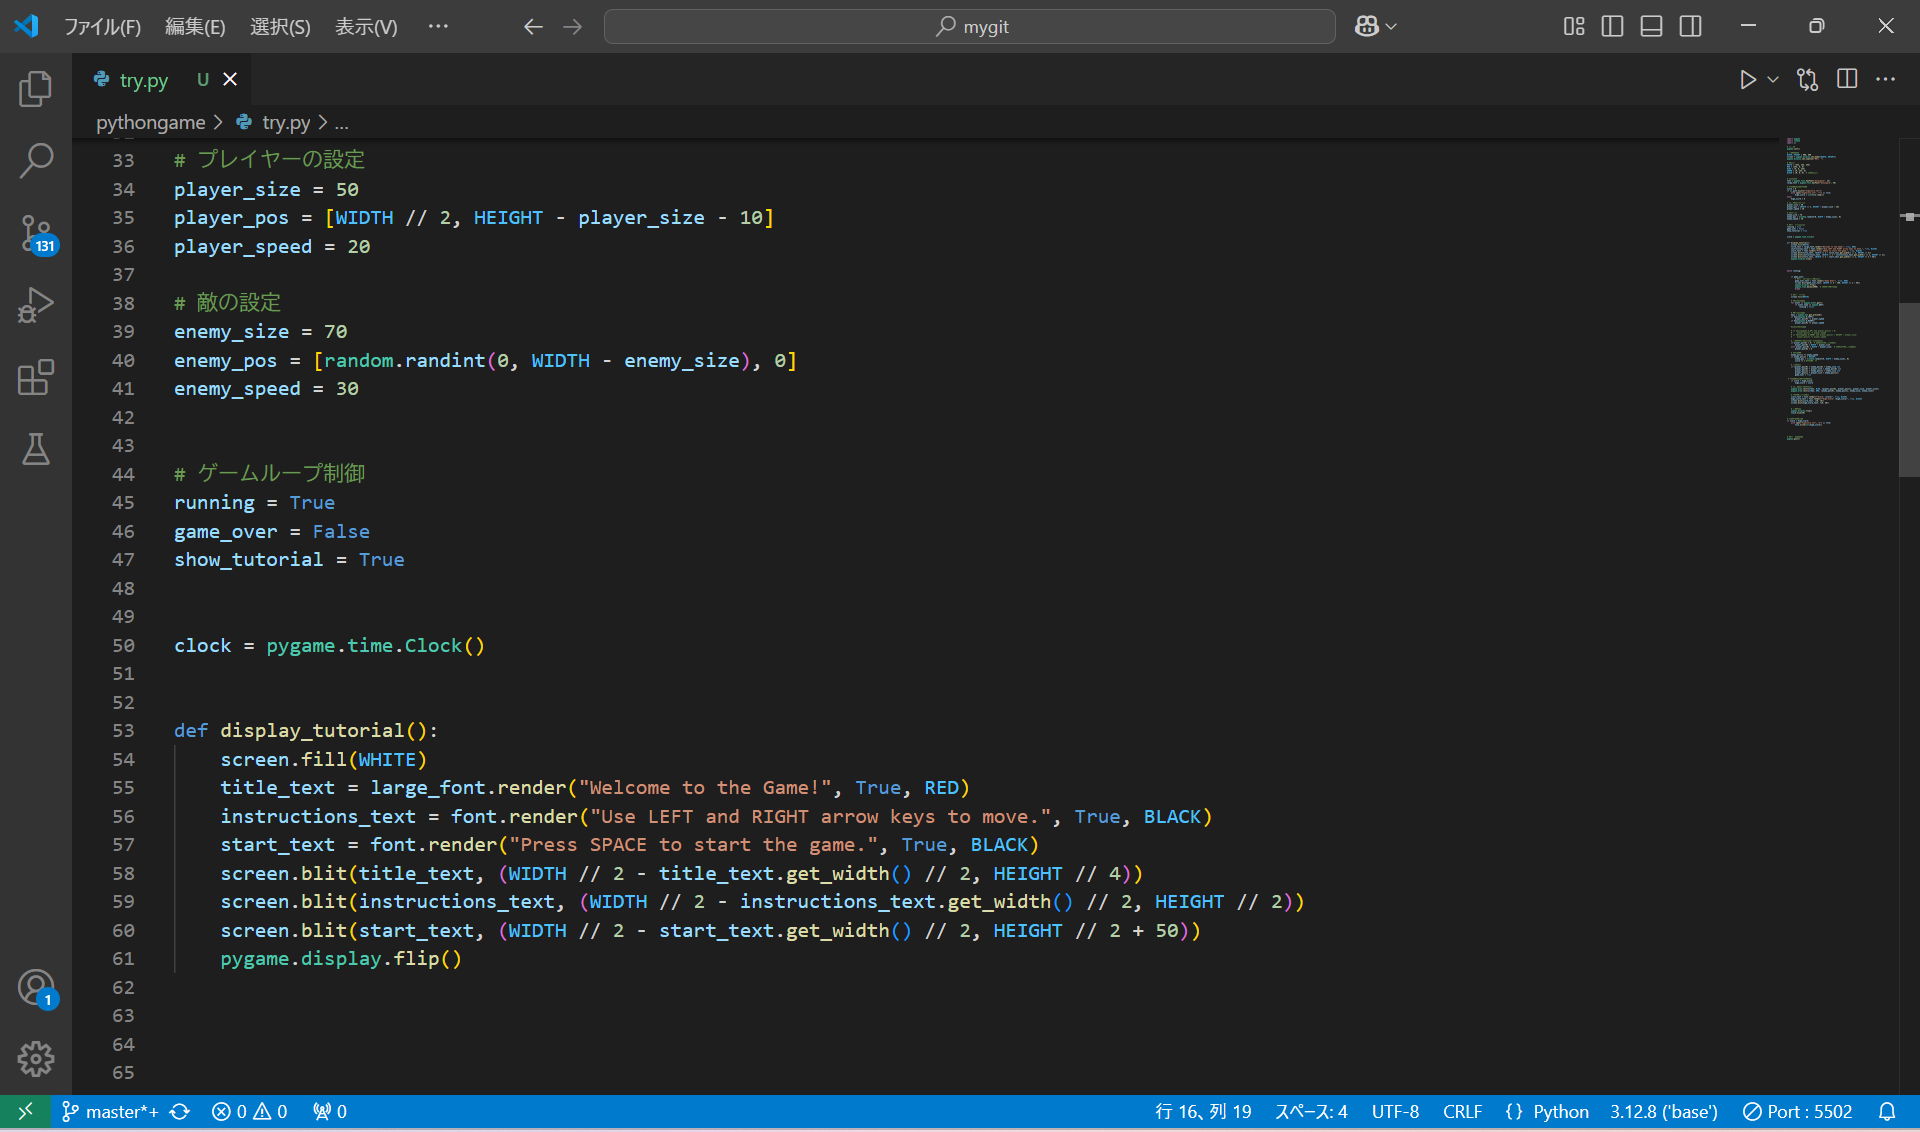 ファイル(F) 編集(E) 選択(S) 表示(V) ··· mygit
try.py U
pythongame > try.py > ...
33 # プレイヤーの設定
34 player_size = 50
35 player_pos = [WIDTH // 2, HEIGHT - player_size - 10]
36 player_speed = 20
37
38 # 敵の設定
39 enemy_size = 70
40 enemy_pos = [random.randint(0, WIDTH - enemy_size), 0]
41 enemy_speed = 30
42
43
44 # ゲームループ制御
45 running = True
46 game_over = False
47 show_tutorial = True
48
49
50 clock = pygame.time.Clock()
51
52
53 def display_tutorial():
54     screen.fill(WHITE)
55     title_text = large_font.render("Welcome to the Game!", True, RED)
56     instructions_text = font.render("Use LEFT and RIGHT arrow keys to move.", True, BLACK)
57     start_text = font.render("Press SPACE to start the game.", True, BLACK)
58     screen.blit(title_text, (WIDTH // 2 - title_text.get_width() // 2, HEIGHT // 4))
59     screen.blit(instructions_text, (WIDTH // 2 - instructions_text.get_width() // 2, HEIGHT // 2))
60     screen.blit(start_text, (WIDTH // 2 - start_text.get_width() // 2, HEIGHT // 2 + 50))
61     pygame.display.flip()
62
63
64
65
131
1
master*+ 0 0 0 行 16、列 19 スペース: 4 UTF-8 CRLF {} Python 3.12.8 ('base') Port : 5502